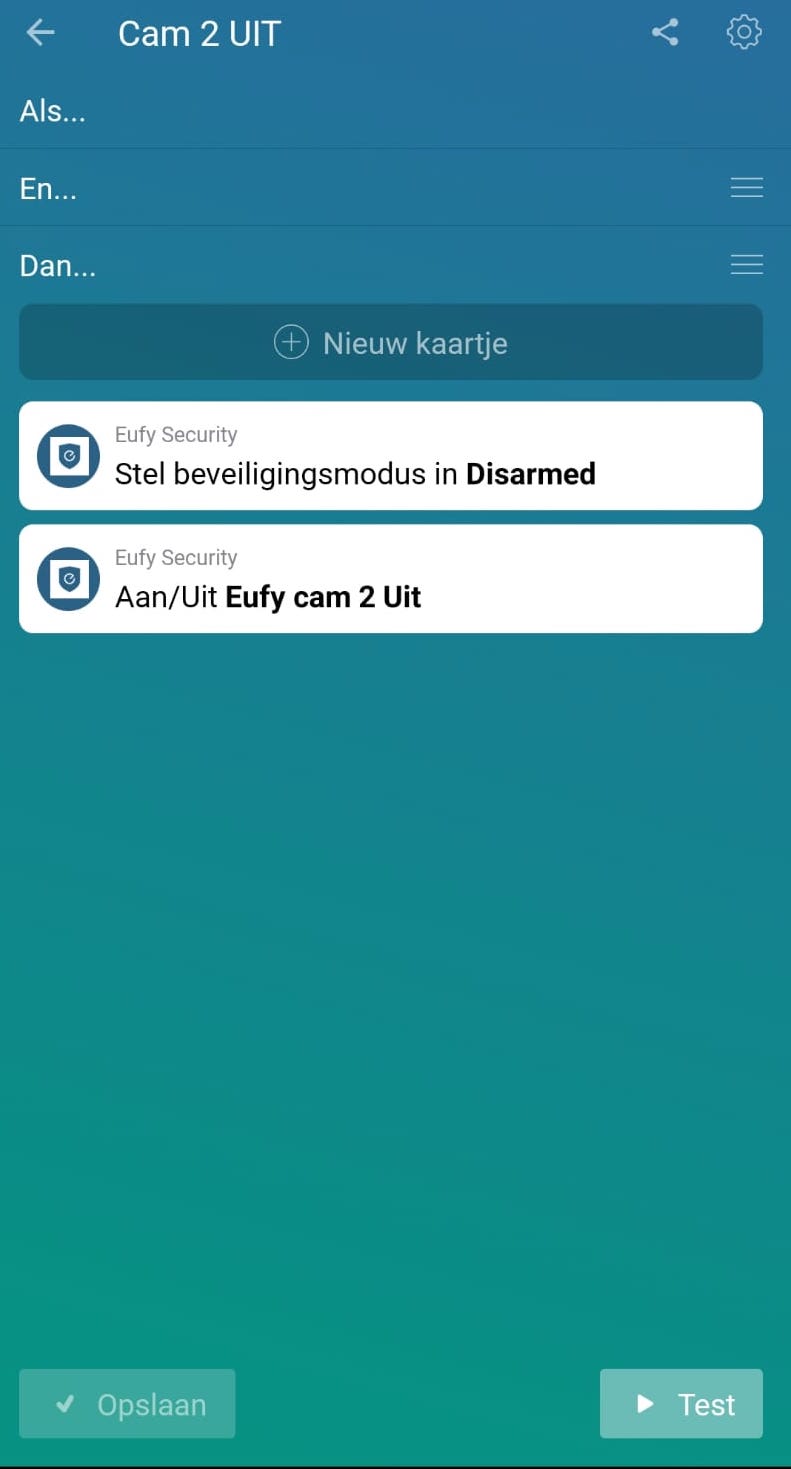 Cam 2 UIT
Als...
En...
Dan...
Nieuw kaartje
Eufy Security
Stel beveiligingsmodus in Disarmed
Eufy Security
Aan/Uit Eufy cam 2 Uit
Opslaan
Test